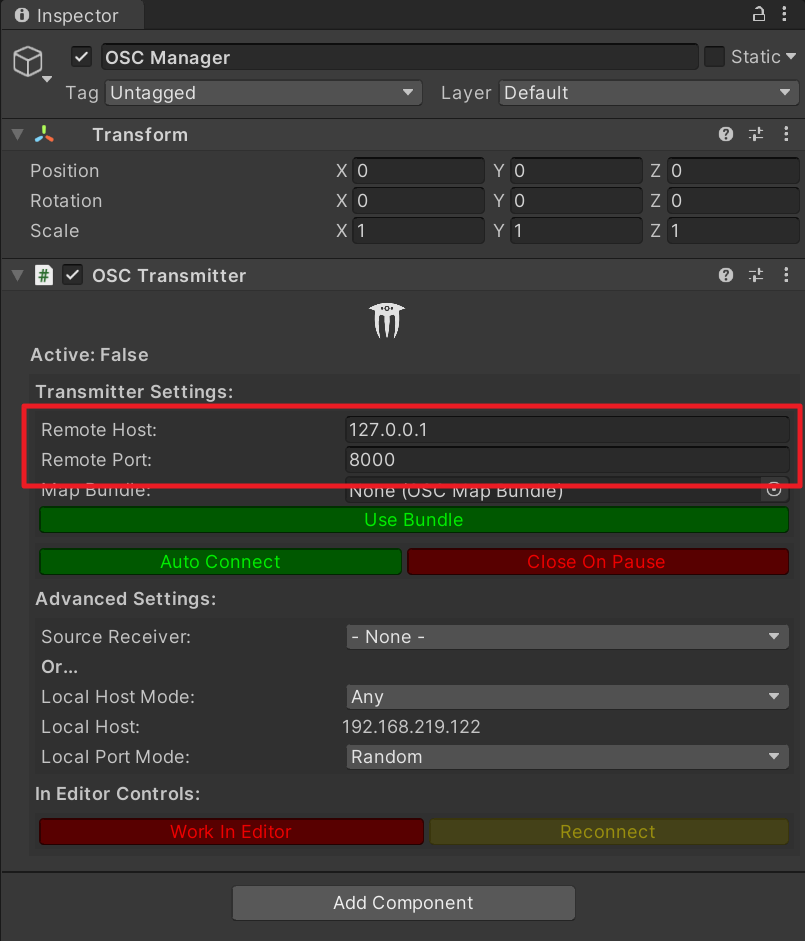 Inspector
OSC Manager Static
Tag Untagged Layer Default
Transform
Position X 0 Y 0 Z 0
Rotation X 0 Y 0 Z 0
Scale X 1 Y 1 Z 1
# OSC Transmitter
Active: False
Transmitter Settings:
Remote Host: 127.0.0.1
Remote Port: 8000
Map Bundle: None (OSC Map Bundle)
Use Bundle
Auto Connect Close On Pause
Advanced Settings:
Source Receiver: - None -
Or...
Local Host Mode: Any
Local Host: 192.168.219.122
Local Port Mode: Random
In Editor Controls:
Work In Editor Reconnect
Add Component